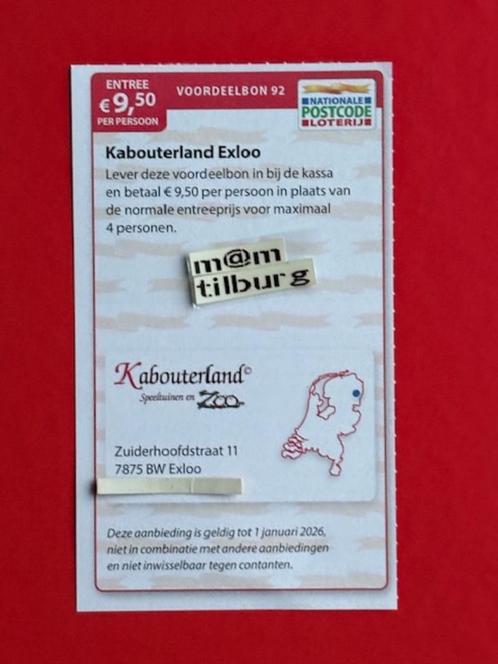 ENTREE
€ 9,50
PER PERSOON
VOORDEELBON 92
NATIONALE
POSTCODE
LOTERIJ
Kabouterland Exloo
Lever deze voordeelbon in bij de kassa
en betaal € 9,50 per persoon in plaats van
de normale entreeprijs voor maximaal
4 personen.
m@m
tilburg
Kabouterland©
Speeltuinen en Zoo
Zuiderhoofdstraat 11
7875 BW Exloo
Deze aanbieding is geldig tot 1 januari 2026,
niet in combinatie met andere aanbiedingen
en niet inwisselbaar tegen contanten.